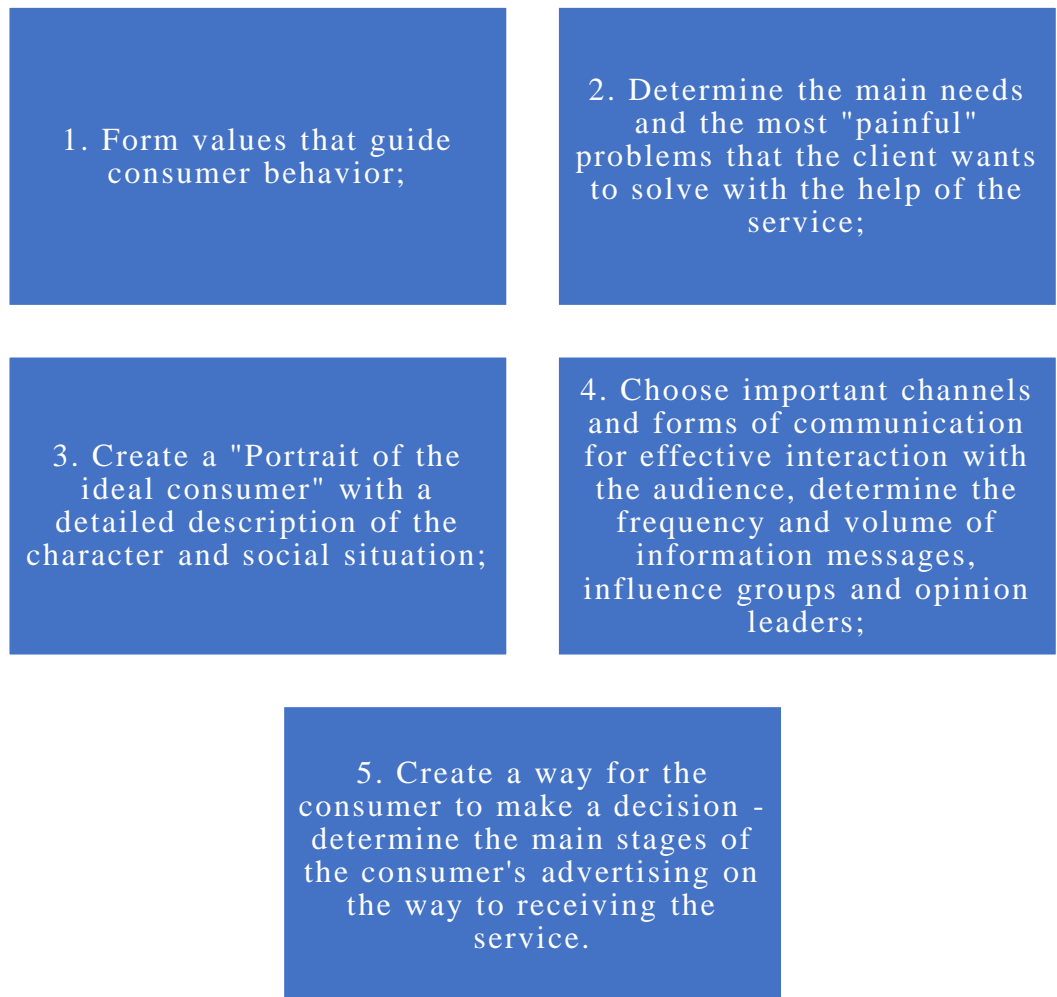 1. Form values that guide
consumer behavior;
2. Determine the main needs
and the most "painful"
problems that the client wants
to solve with the help of the
service;
3. Create a "Portrait of the
ideal consumer" with a
detailed description of the
character and social situation;
4. Choose important channels
and forms of communication
for effective interaction with
the audience, determine the
frequency and volume of
information messages,
influence groups and opinion
leaders;
5. Create a way for the
consumer to make a decision -
determine the main stages of
the consumer's advertising on
the way to receiving the
service.